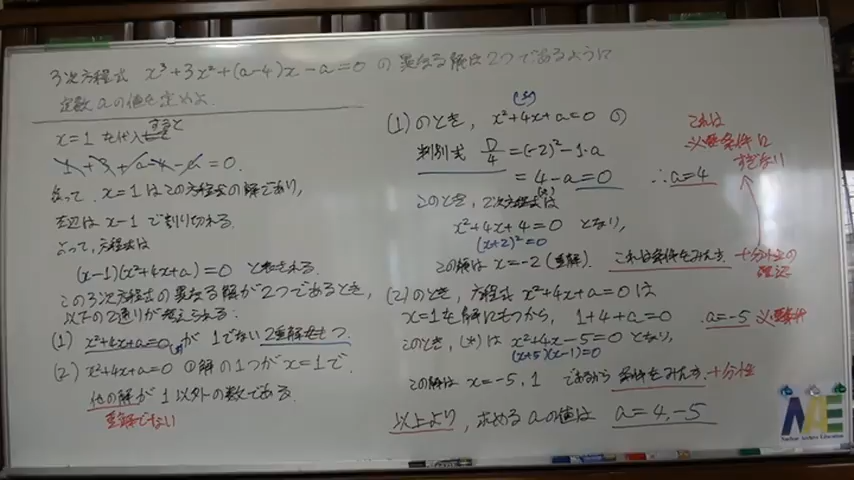 3次方程式 x³+3x²+(a-4)x-a=0 の異なる解が2つであるように
定数aの値を定めよ.
x=1 を代入すると
1+3+a-4-a=0.
従って、x=1はこの方程式の解であり,
左辺は x-1 で割り切れる.
よって,方程式は
(x-1)(x²+4x+a)=0 と表される.
この3次方程式の異なる解が2つであるとき,
以下の2通りが考えられる.
(1) x²+4x+a=0(*)が 1でない2重解をもつ.
(2) x²+4x+a=0 の解の1つが x=1で,
他の解が1以外の数である
重解でない
(*)
(1)のとき, x²+4x+a=0 の
判別式 D/4=(-2)²-1·a
=4-a=0 ∴a=4
このとき,2次方程式(*)は
x²+4x+4=0 となり,
(x+2)²=0
この解は x=-2(重解). これは条件をみたす.
これは
必要条件に
すぎない
十分性の
確認
(2)のとき, 方程式 x²+4x+a=0は
x=1を解にもつから, 1+4+a=0 ∴a=-5 必要条件
このとき, (*)は x²+4x-5=0 となり,
(x+5)(x-1)=0
この解は x=-5,1 であるから 条件をみたす. 十分性
以上より, 求めるaの値は a=4,-5
NAE